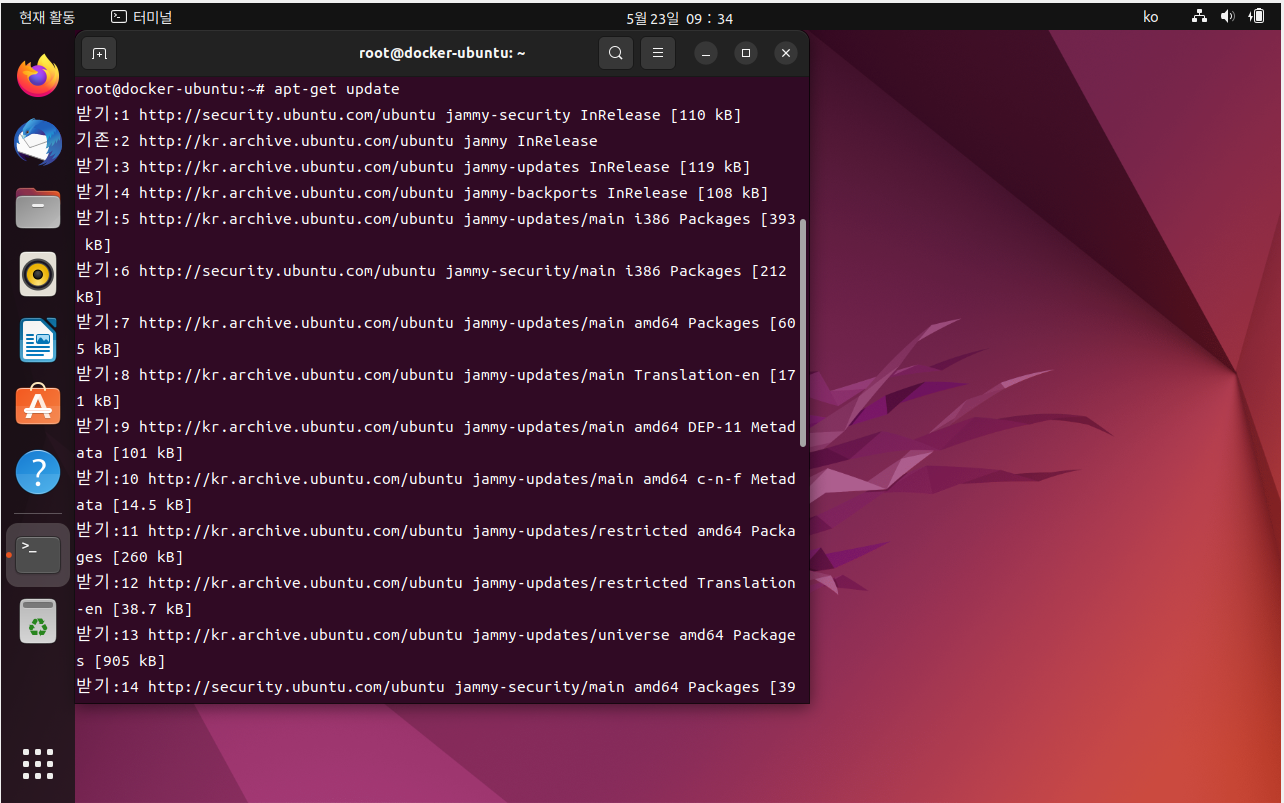 현재 활동
터미널
5월 23일 09 : 34
ko
root@docker-ubuntu: ~
root@docker-ubuntu:~# apt-get update
받기:1 http://security.ubuntu.com/ubuntu jammy-security InRelease [110 kB]
기존:2 http://kr.archive.ubuntu.com/ubuntu jammy InRelease
받기:3 http://kr.archive.ubuntu.com/ubuntu jammy-updates InRelease [119 kB]
받기:4 http://kr.archive.ubuntu.com/ubuntu jammy-backports InRelease [108 kB]
받기:5 http://kr.archive.ubuntu.com/ubuntu jammy-updates/main i386 Packages [393
 kB]
받기:6 http://security.ubuntu.com/ubuntu jammy-security/main i386 Packages [212
kB]
받기:7 http://kr.archive.ubuntu.com/ubuntu jammy-updates/main amd64 Packages [60
5 kB]
받기:8 http://kr.archive.ubuntu.com/ubuntu jammy-updates/main Translation-en [17
1 kB]
받기:9 http://kr.archive.ubuntu.com/ubuntu jammy-updates/main amd64 DEP-11 Metad
ata [101 kB]
받기:10 http://kr.archive.ubuntu.com/ubuntu jammy-updates/main amd64 c-n-f Metad
ata [14.5 kB]
받기:11 http://kr.archive.ubuntu.com/ubuntu jammy-updates/restricted amd64 Packa
ges [260 kB]
받기:12 http://kr.archive.ubuntu.com/ubuntu jammy-updates/restricted Translation
-en [38.7 kB]
받기:13 http://kr.archive.ubuntu.com/ubuntu jammy-updates/universe amd64 Package
s [905 kB]
받기:14 http://security.ubuntu.com/ubuntu jammy-security/main amd64 Packages [39